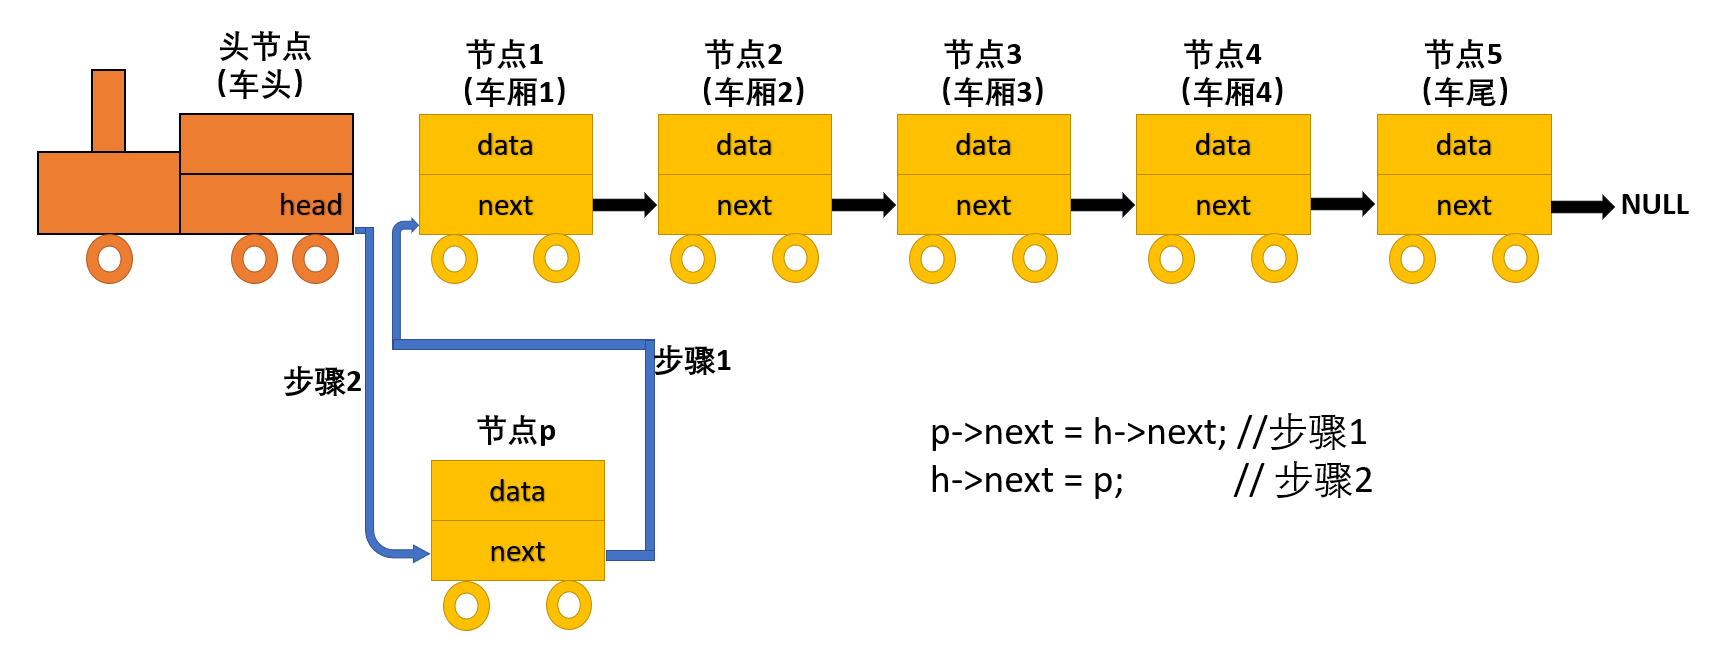 头节点
(车头)
节点1
(车厢1)
节点2
(车厢2)
节点3
(车厢3)
节点4
(车厢4)
节点5
(车尾)
head
data
next
data
next
data
next
data
next
data
next
NULL
步骤2
步骤1
节点p
data
next
p->next = h->next; //步骤1
h->next = p; // 步骤2